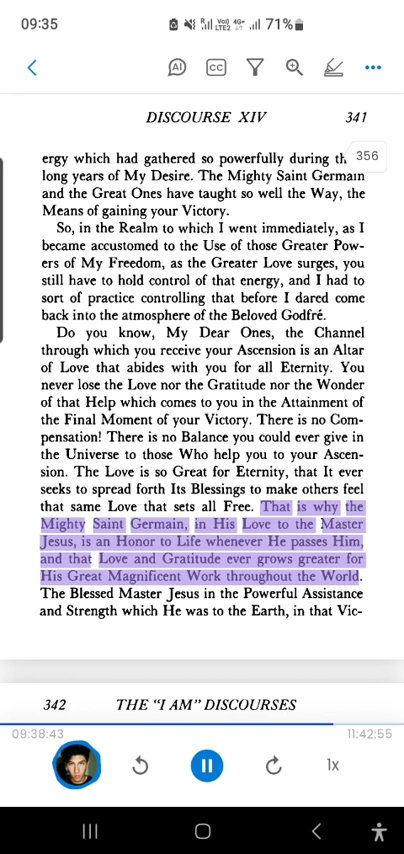 09:35
R
Vo))
LTE2
4G+
71%
AI
CC
DISCOURSE XIV 341
356
ergy which had gathered so powerfully during th
long years of My Desire. The Mighty Saint Germain
and the Great Ones have taught so well the Way, the
Means of gaining your Victory.
So, in the Realm to which I went immediately, as I
became accustomed to the Use of those Greater Pow-
ers of My Freedom, as the Greater Love surges, you
still have to hold control of that energy, and I had to
sort of practice controlling that before I dared come
back into the atmosphere of the Beloved Godfré.
Do you know, My Dear Ones, the Channel
through which you receive your Ascension is an Altar
of Love that abides with you for all Eternity. You
never lose the Love nor the Gratitude nor the Wonder
of that Help which comes to you in the Attainment of
the Final Moment of your Victory. There is no Com-
pensation! There is no Balance you could ever give in
the Universe to those Who help you to your Ascen-
sion. The Love is so Great for Eternity, that It ever
seeks to spread forth Its Blessings to make others feel
that same Love that sets all Free. That is why the
Mighty Saint Germain, in His Love to the Master
Jesus, is an Honor to Life whenever He passes Him,
and that Love and Gratitude ever grows greater for
His Great Magnificent Work throughout the World.
The Blessed Master Jesus in the Powerful Assistance
and Strength which He was to the Earth, in that Vic-
342 THE “I AM” DISCOURSES
09:38:43 11:42:55
1x